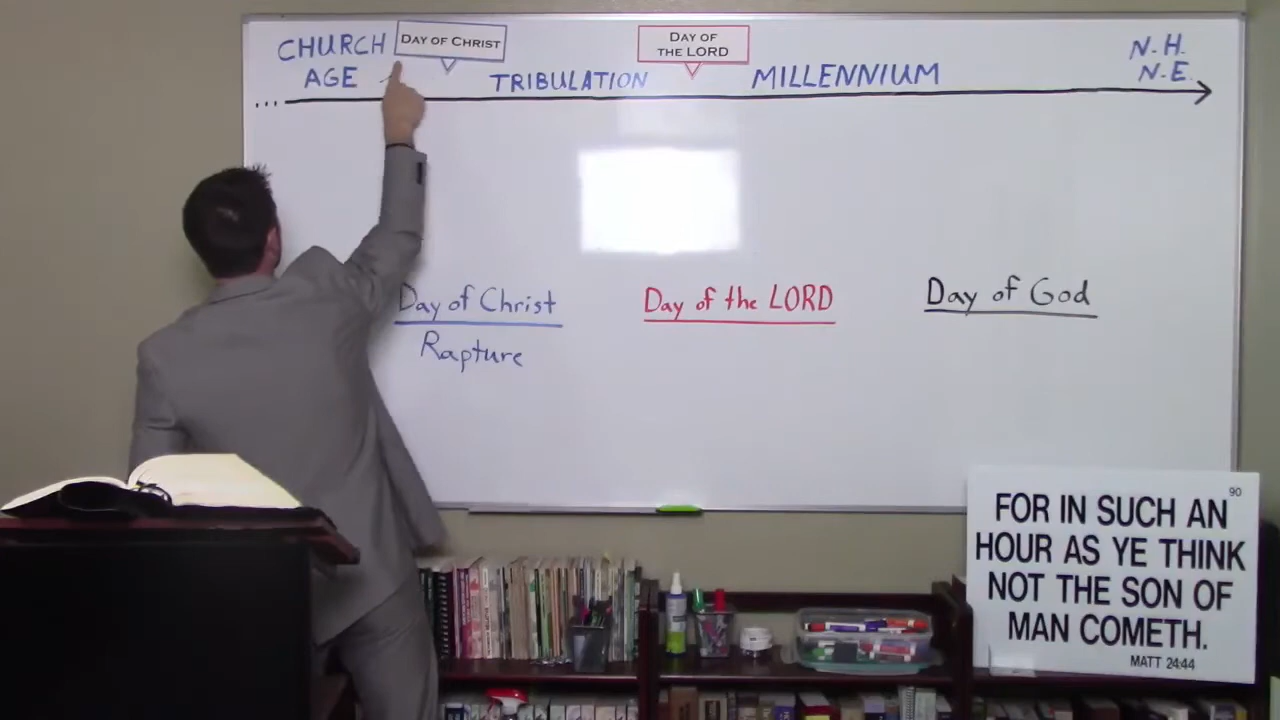 CHURCH
AGE
DAY OF CHRIST
TRIBULATION
DAY OF
THE LORD
MILLENNIUM
N.H.
N.E.
...
Day of Christ
Rapture
Day of the LORD
Day of God
90
FOR IN SUCH AN
HOUR AS YE THINK
NOT THE SON OF
MAN COMETH.
MATT 24:44